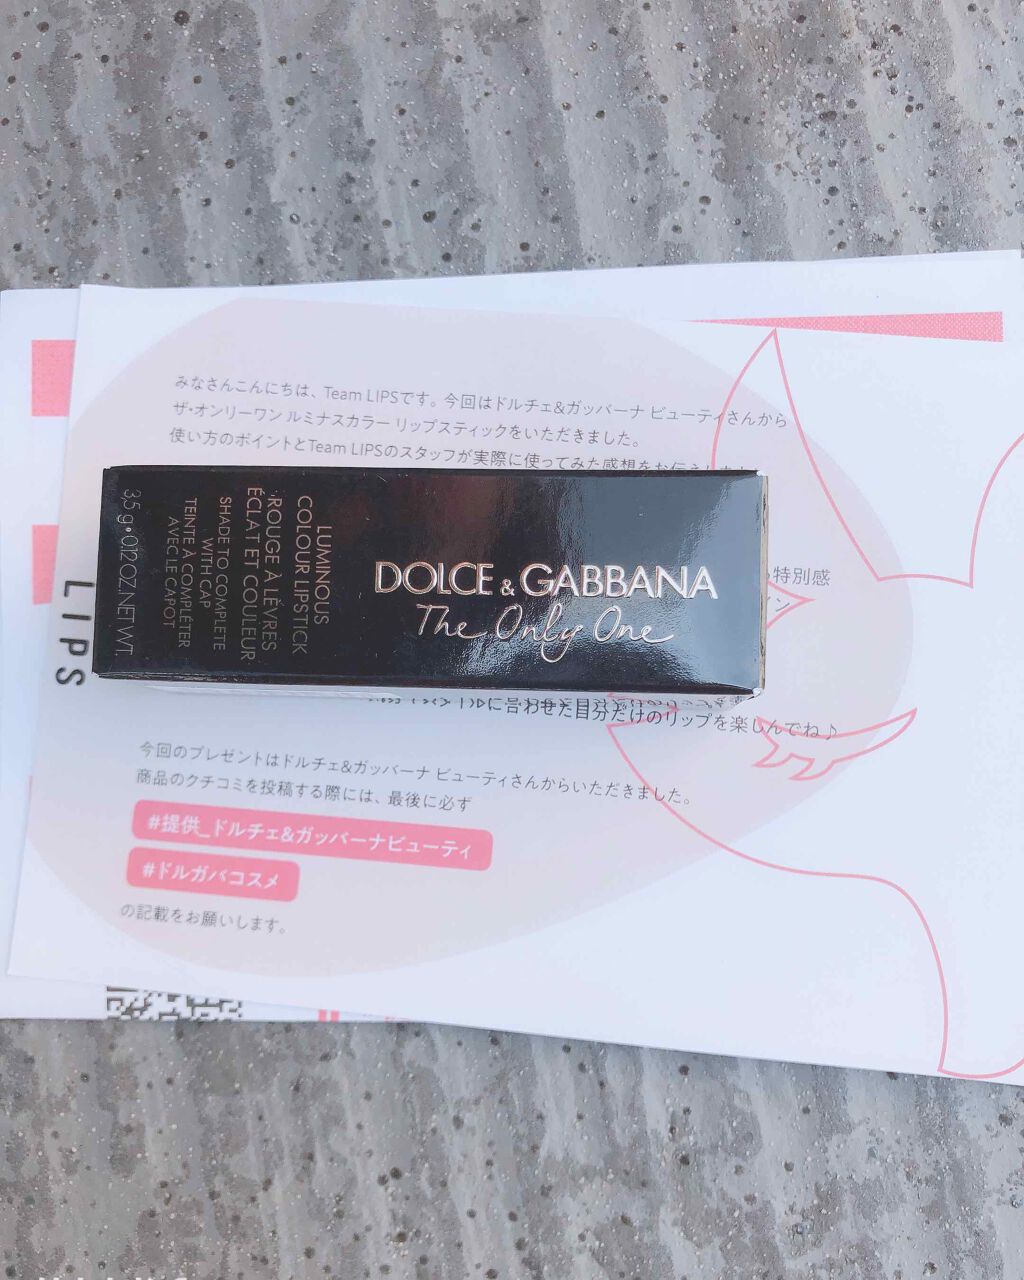 みなさんこんにちは、Team LIPSです。今回はドルチェ&ガッバーナ ビューティさんから
ザ・オンリーワン ルミナスカラー リップスティックをいただきました。
使い方のポイントとTeam LIPSのスタッフが実際に使ってみた感想をお伝えし
DOLCE & GABBANA
The Only One
LUMINOUS
COLOUR LIPSTICK
ROUGE À LÈVRES
ÉCLAT ET COULEUR
SHADE TO COMPLETE
WITH CAP
TEINTE À COMPLÉTER
AVEC LE CAPOT
3,5 g • 0.12 OZ. NET WT.
特別感
イン
LIPS
に合わせた自分だけのリップを楽しんでね♪
今回のプレゼントはドルチェ&ガッバーナ ビューティさんからいただきました。
商品のクチコミを投稿する際には、最後に必ず
#提供_ドルチェ&ガッバーナビューティ
#ドルガバコスメ
の記載をお願いします。